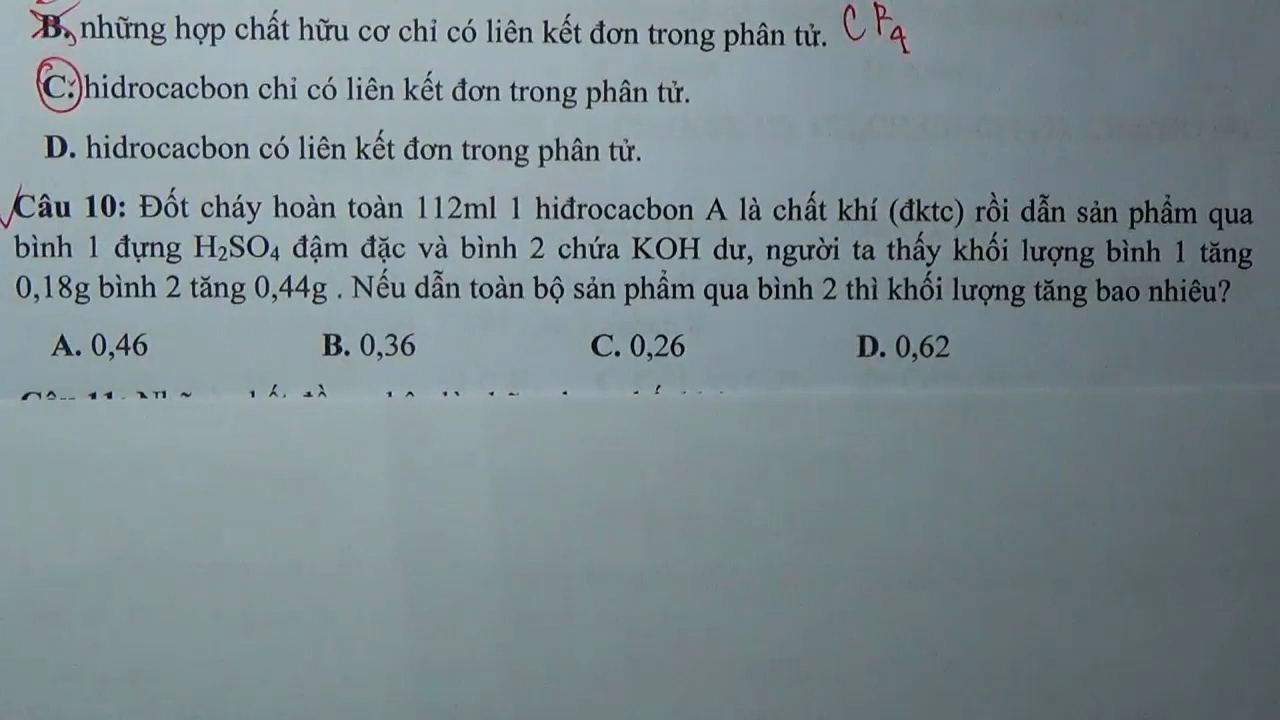 B. những hợp chất hữu cơ chỉ có liên kết đơn trong phân tử. CF4
C. hidrocacbon chỉ có liên kết đơn trong phân tử.
D. hidrocacbon có liên kết đơn trong phân tử.
Câu 10: Đốt cháy hoàn toàn 112ml 1 hiđrocacbon A là chất khí (đktc) rồi dẫn sản phẩm qua
bình 1 đựng H₂SO₄ đậm đặc và bình 2 chứa KOH dư, người ta thấy khối lượng bình 1 tăng
0,18g bình 2 tăng 0,44g . Nếu dẫn toàn bộ sản phẩm qua bình 2 thì khối lượng tăng bao nhiêu?
A. 0,46 B. 0,36 C. 0,26 D. 0,62